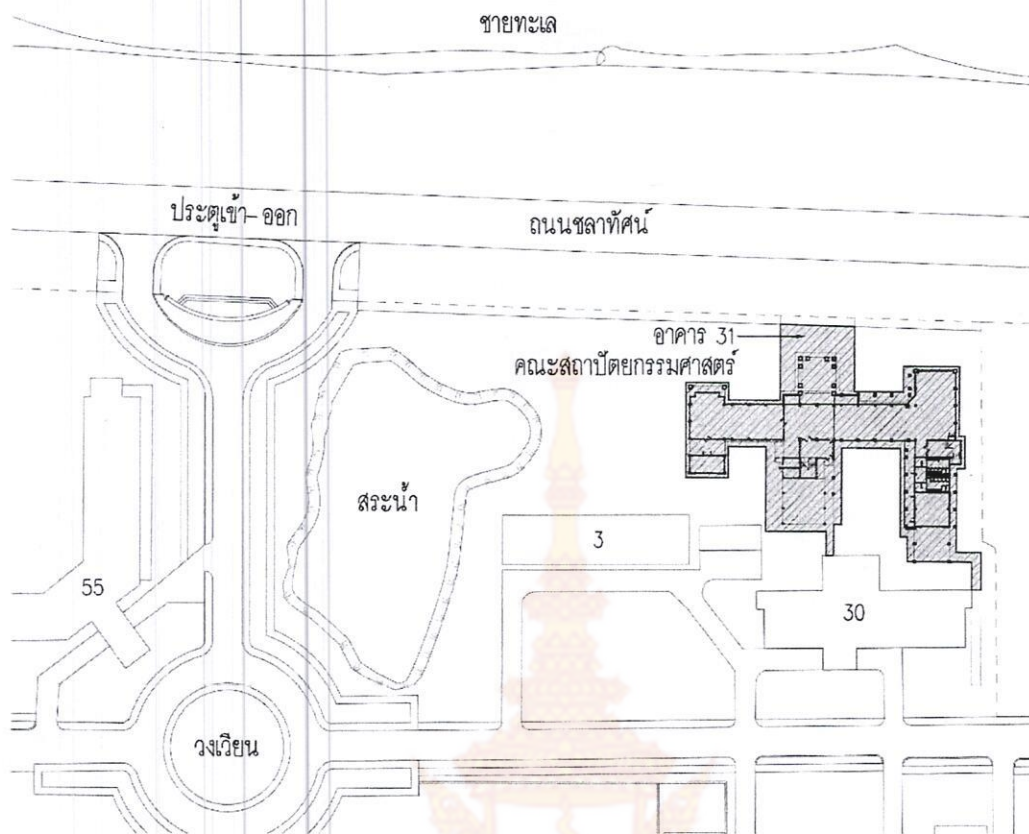 ชายทะเล
ประตูเข้า-ออก
ถนนชลาทัศน์
อาคาร 31
คณะสถาปัตยกรรมศาสตร์
สระน้ำ
3
55
30
วงเวียน